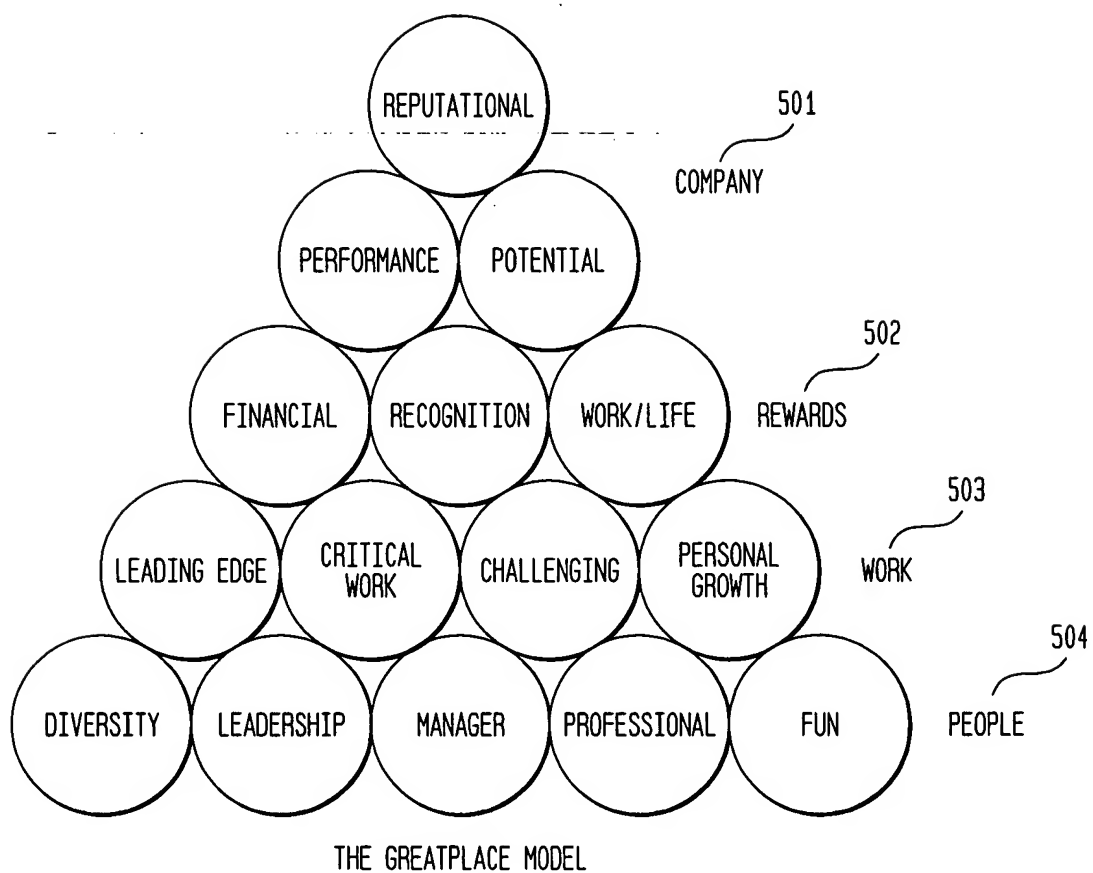 REPUTATIONAL
501
COMPANY
PERFORMANCE POTENTIAL
502
FINANCIAL RECOGNITION WORK/LIFE REWARDS
503
LEADING EDGE CRITICAL WORK CHALLENGING PERSONAL GROWTH WORK
504
DIVERSITY LEADERSHIP MANAGER PROFESSIONAL FUN PEOPLE
THE GREATPLACE MODEL